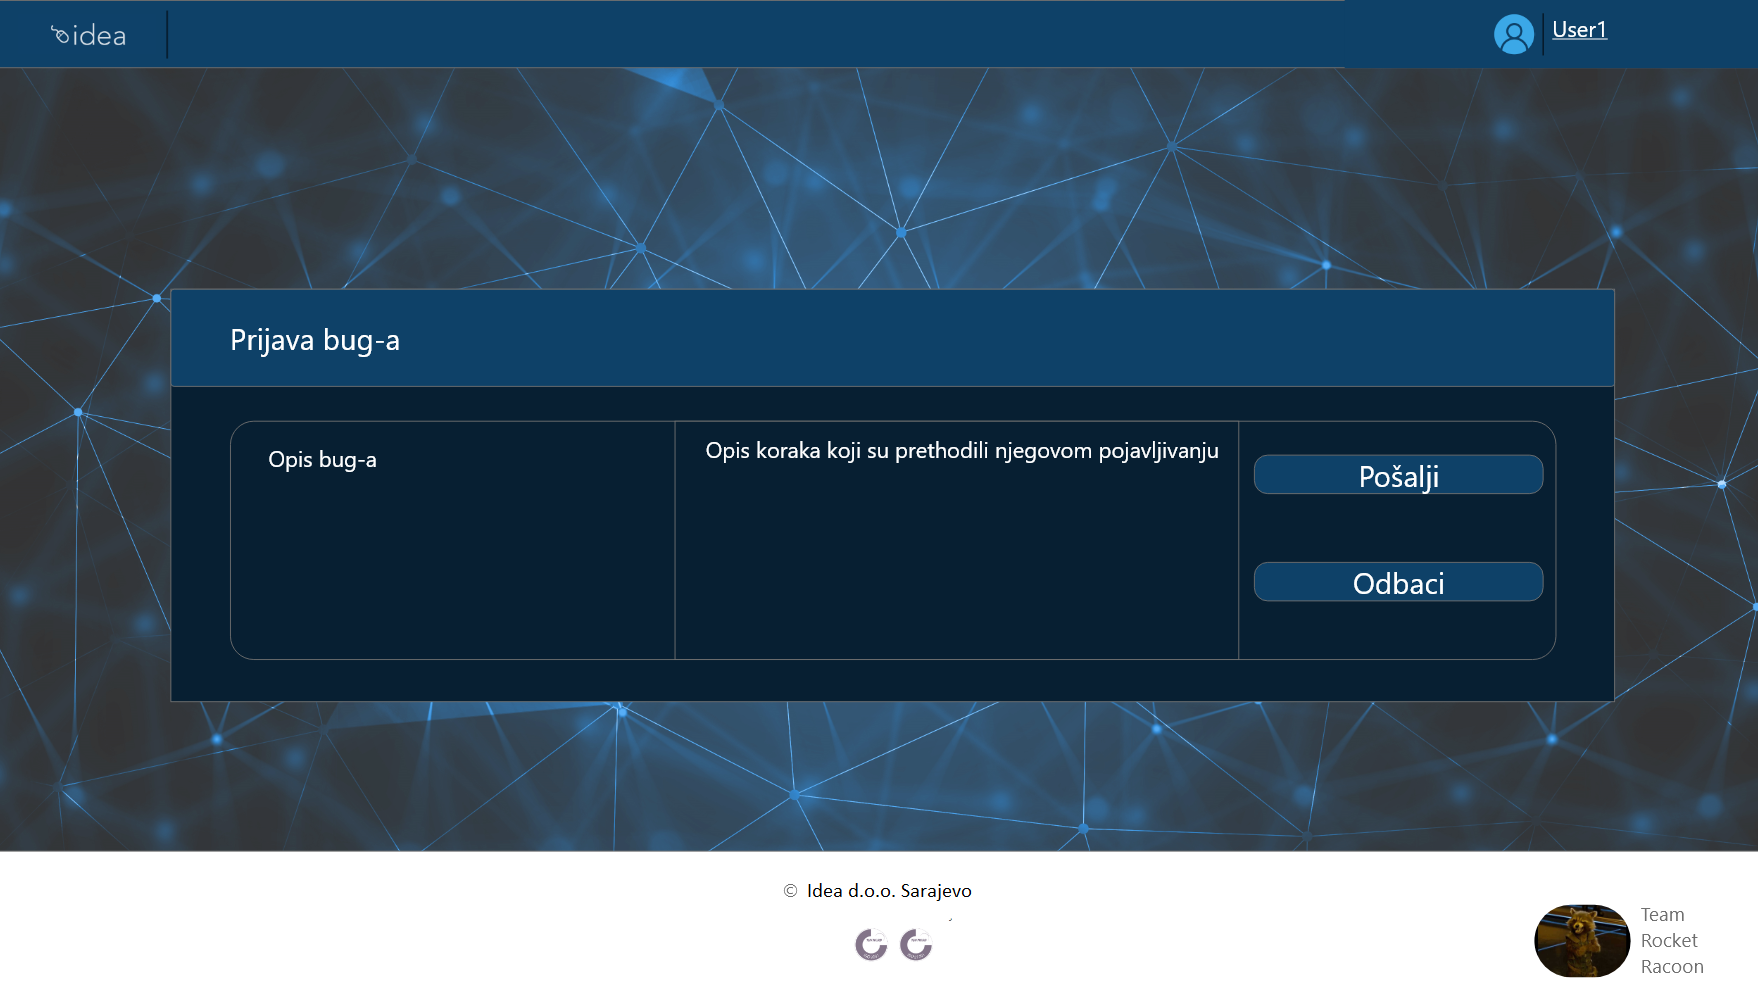 idea
User1
Prijava bug-a
Opis bug-a
Opis koraka koji su prethodili njegovom pojavljivanju
Pošalji
Odbaci
© Idea d.o.o. Sarajevo
Team
Rocket
Racoon